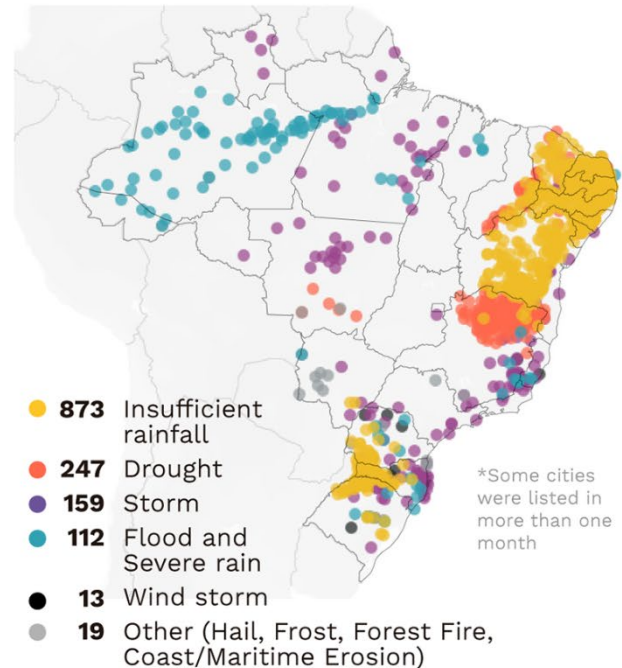 873 Insufficient
rainfall
247 Drought
159 Storm
112 Flood and
Severe rain
13 Wind storm
19 Other (Hail, Frost, Forest Fire,
Coast/Maritime Erosion)
*Some cities
were listed in
more than one
month